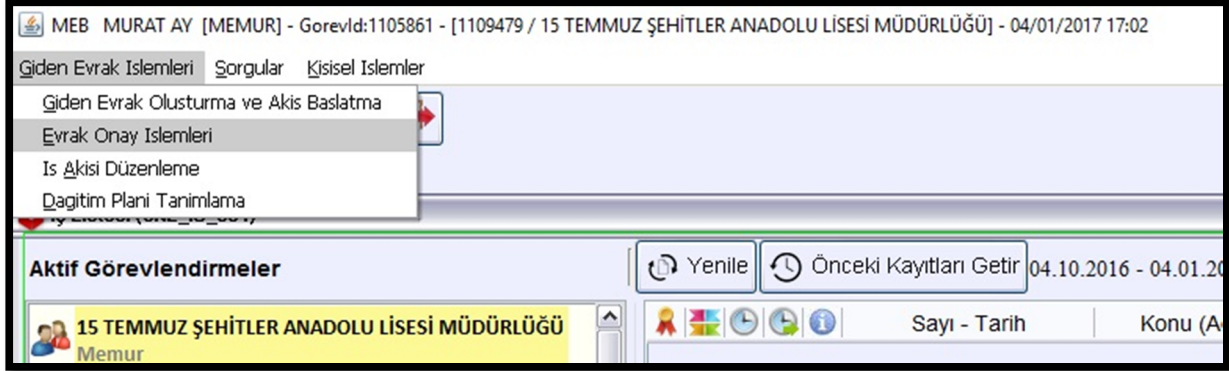 MEB MURAT AY [MEMUR] - GorevId:1105861 - [1109479 / 15 TEMMUZ ŞEHİTLER ANADOLU LİSESİ MÜDÜRLÜĞÜ] - 04/01/2017 17:02
Giden Evrak Islemleri Sorgular Kisisel Islemler
Giden Evrak Olusturma ve Akis Baslatma
Evrak Onay Islemleri
Is Akisi Düzenleme
Dagitim Plani Tanimlama
Aktif Görevlendirmeler
Yenile Önceki Kayıtları Getir 04.10.2016 - 04.01.20
15 TEMMUZ ŞEHİTLER ANADOLU LİSESİ MÜDÜRLÜĞÜ
Memur
Sayı - Tarih Konu (A